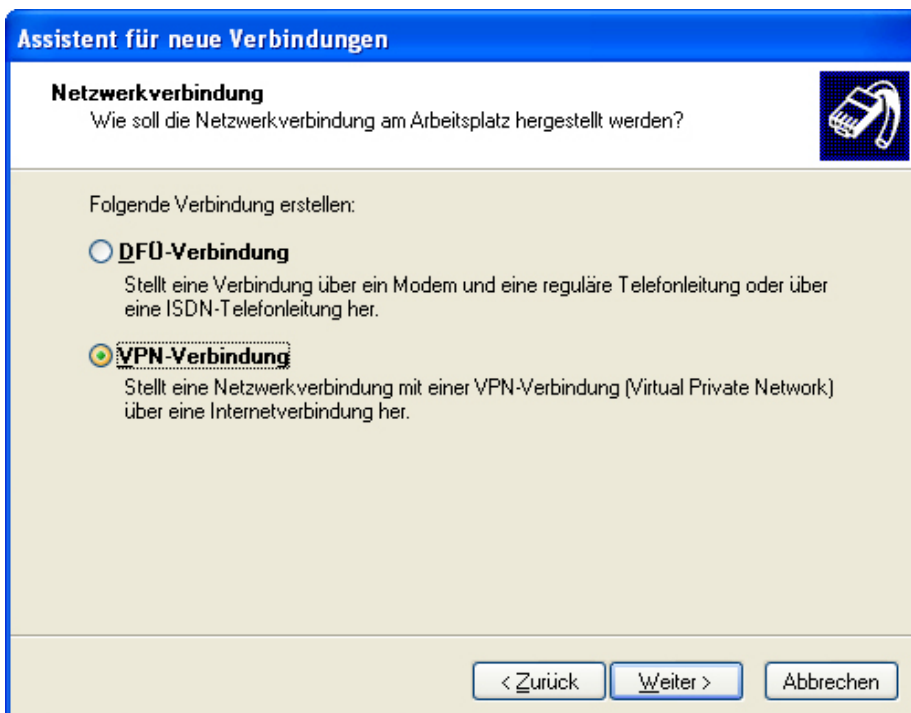 Assistent für neue Verbindungen
Netzwerkverbindung
Wie soll die Netzwerkverbindung am Arbeitsplatz hergestellt werden?
Folgende Verbindung erstellen:
DFÜ-Verbindung
Stellt eine Verbindung über ein Modem und eine reguläre Telefonleitung oder über
eine ISDN-Telefonleitung her.
VPN-Verbindung
Stellt eine Netzwerkverbindung mit einer VPN-Verbindung (Virtual Private Network)
über eine Internetverbindung her.
< Zurück Weiter > Abbrechen